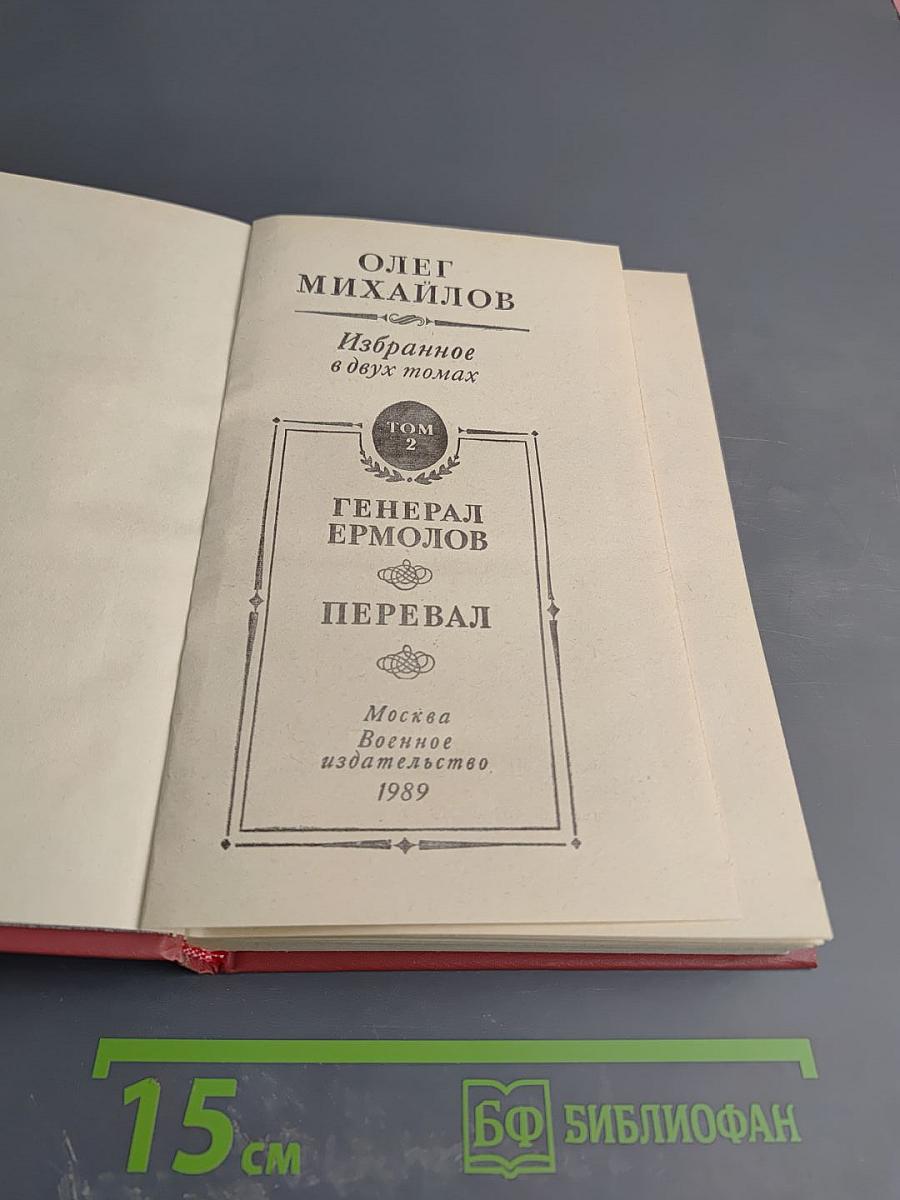 ОЛЕГ
МИХАЙЛОВ
Избранное
в двух томах
ТОМ
2
ГЕНЕРАЛ
ЕРМОЛОВ
ПЕРЕВАЛ
Москва
Военное
издательство
1989
15 см
БФ БИБЛИОФАН